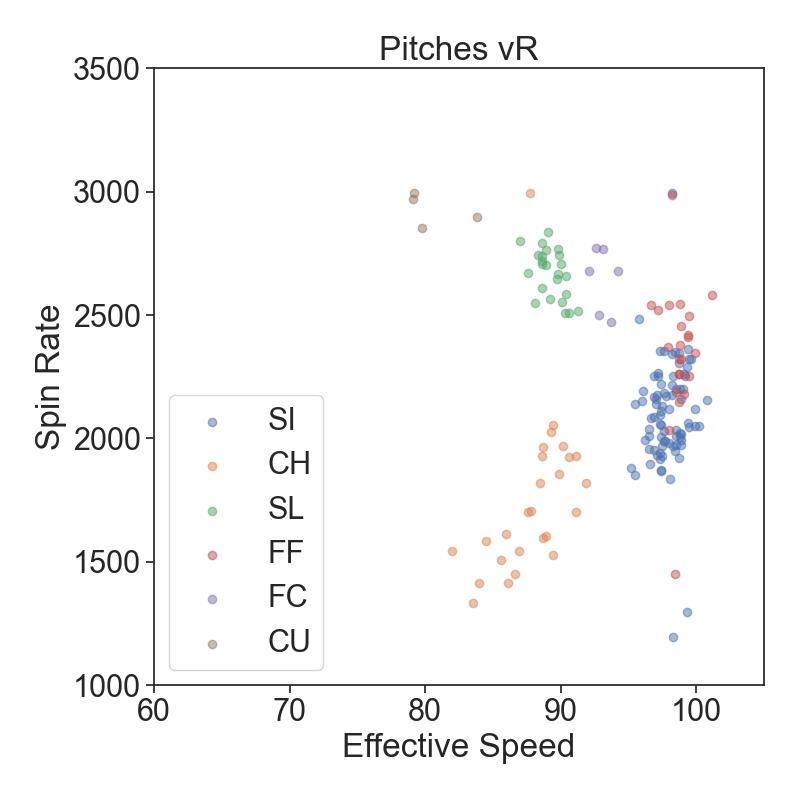 Pitches vR
3500
3000
2500
2000
1500
1000
Spin Rate
SI
CH
SL
FF
FC
CU
60 70 80 90 100
Effective Speed